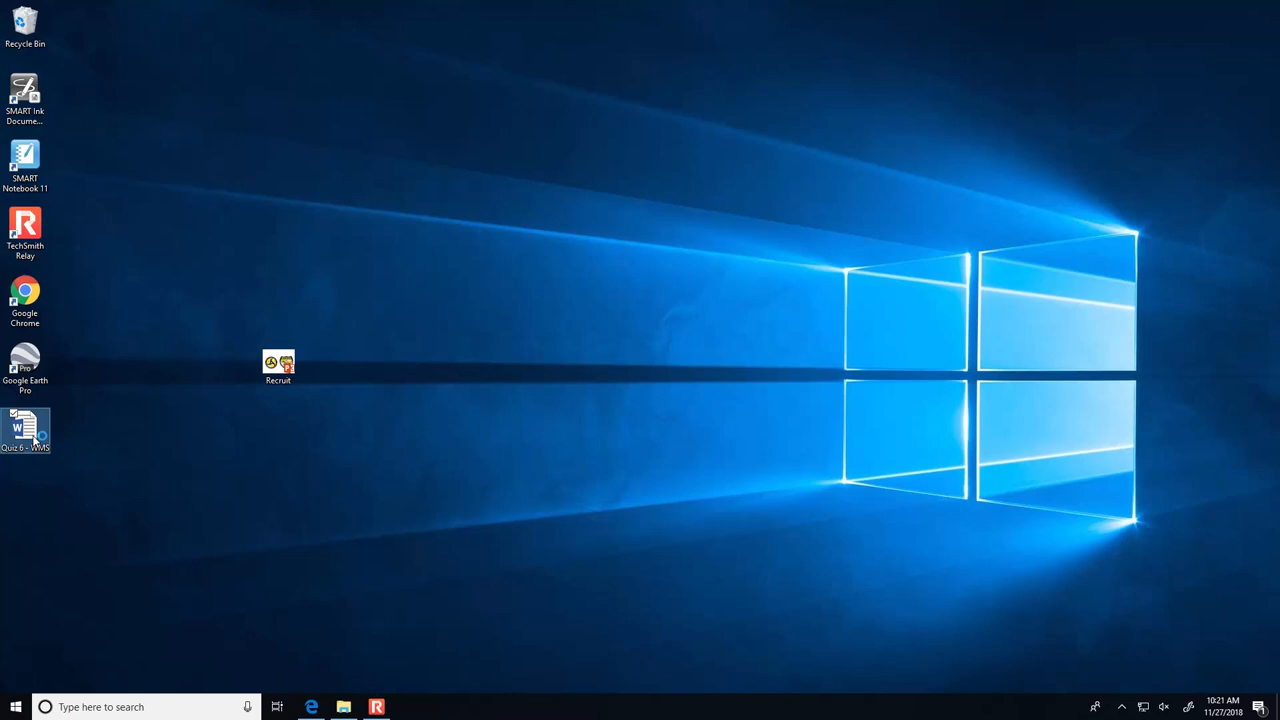 Recycle Bin
SMART Ink
Docume...
SMART
Notebook 11
TechSmith
Relay
Google
Chrome
Pro
Google Earth
Pro
W
Quiz 6 - WMS
Recruit
Type here to search
10:21 AM
11/27/2018